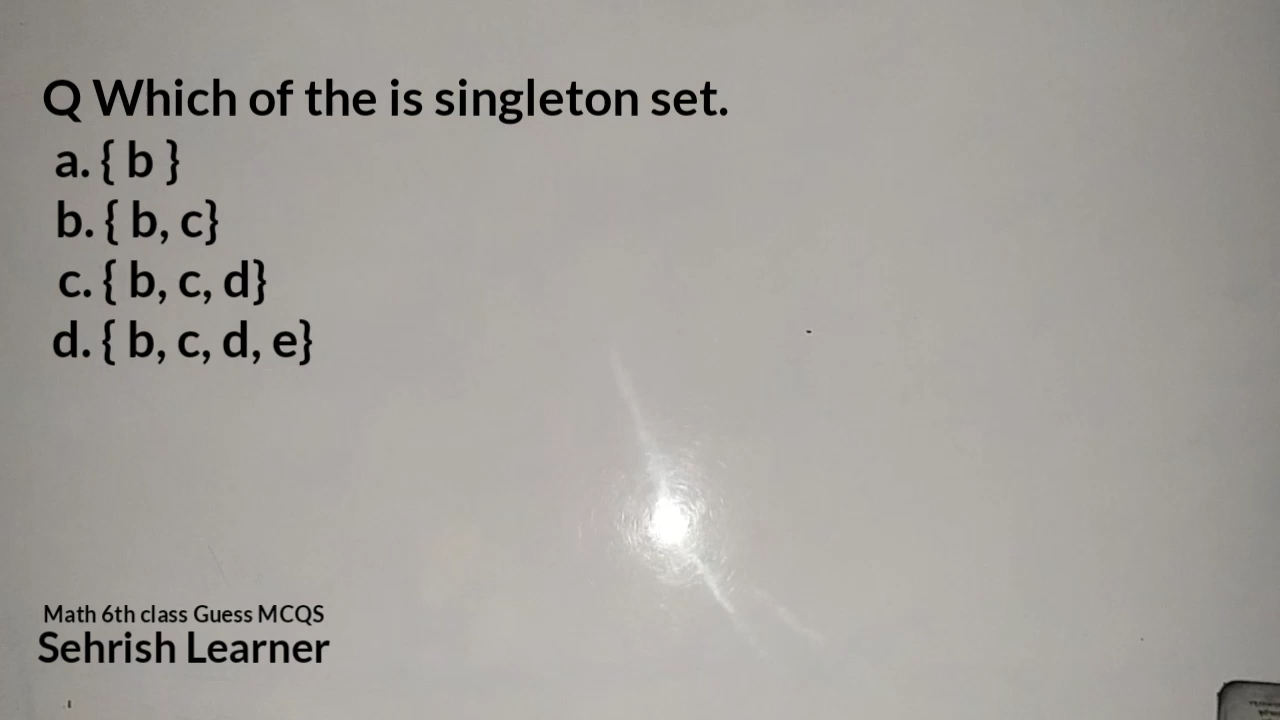 Q Which of the is singleton set.
a. { b }
b. { b, c}
c. { b, c, d}
d. { b, c, d, e}
Math 6th class Guess MCQS
Sehrish Learner